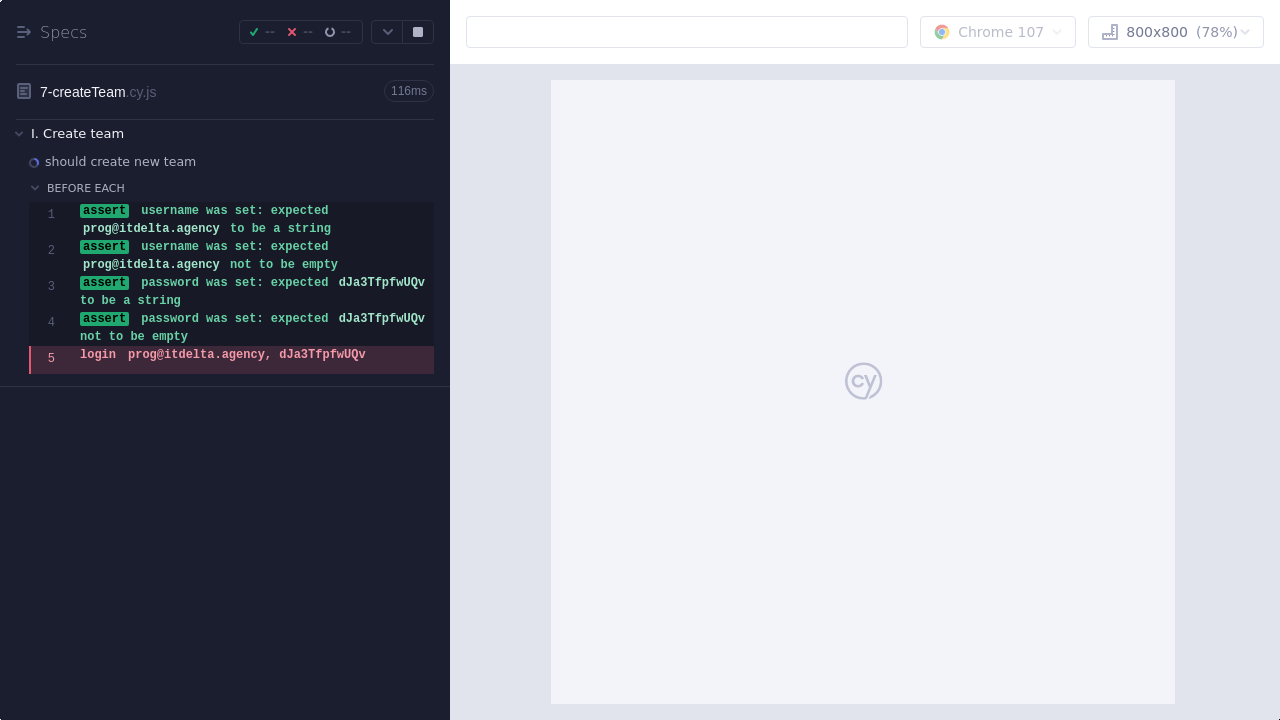 Specs
--
--
--
Chrome 107
800x800 (78%)
7-createTeam.cy.js
116ms
I. Create team
should create new team
BEFORE EACH
1 assert username was set: expected
prog@itdelta.agency to be a string
2 assert username was set: expected
prog@itdelta.agency not to be empty
3 assert password was set: expected dJa3TfpfwUQv
to be a string
4 assert password was set: expected dJa3TfpfwUQv
not to be empty
5 login prog@itdelta.agency, dJa3TfpfwUQv
cy